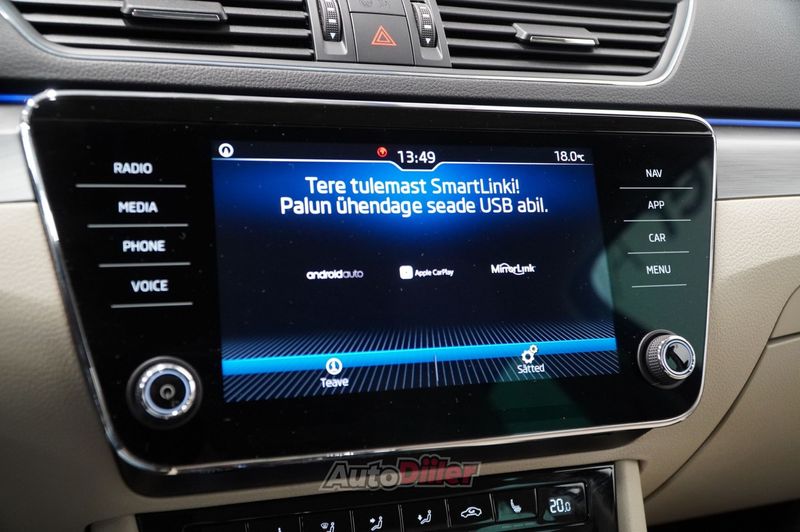 13:49
18.0°C
RADIO
MEDIA
PHONE
VOICE
NAV
APP
CAR
MENU
Tere tulemast SmartLinki!
Palun ühendage seade USB abil.
androidauto
Apple CarPlay
MirrorLink
Teave
Sätted
AutoDiiler
20.0